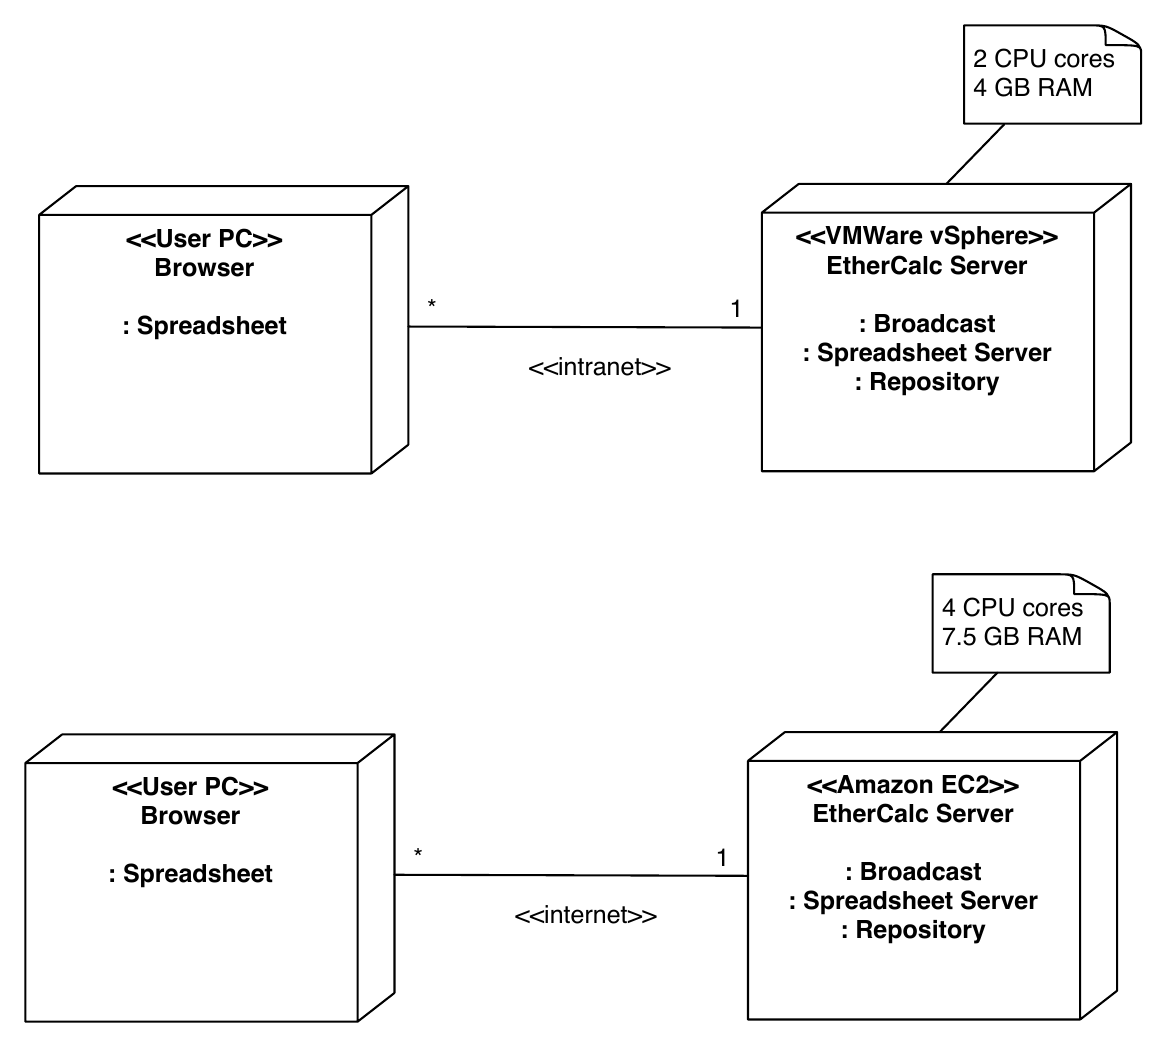 2 CPU cores
4 GB RAM
<<User PC>>
Browser
: Spreadsheet
*
1
<<intranet>>
<<VMWare vSphere>>
EtherCalc Server
: Broadcast
: Spreadsheet Server
: Repository
4 CPU cores
7.5 GB RAM
<<User PC>>
Browser
: Spreadsheet
*
1
<<internet>>
<<Amazon EC2>>
EtherCalc Server
: Broadcast
: Spreadsheet Server
: Repository